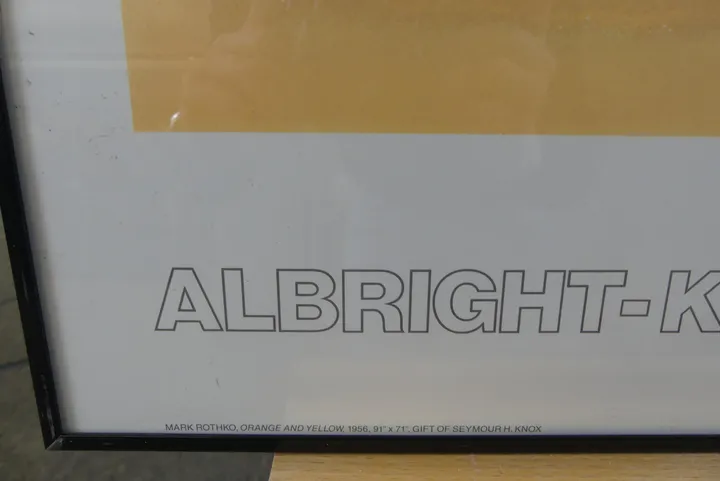 ALBRIGHT-K
MARK ROTHKO, ORANGE AND YELLOW, 1956, 91" x 71", GIFT OF SEYMOUR H. KNOX